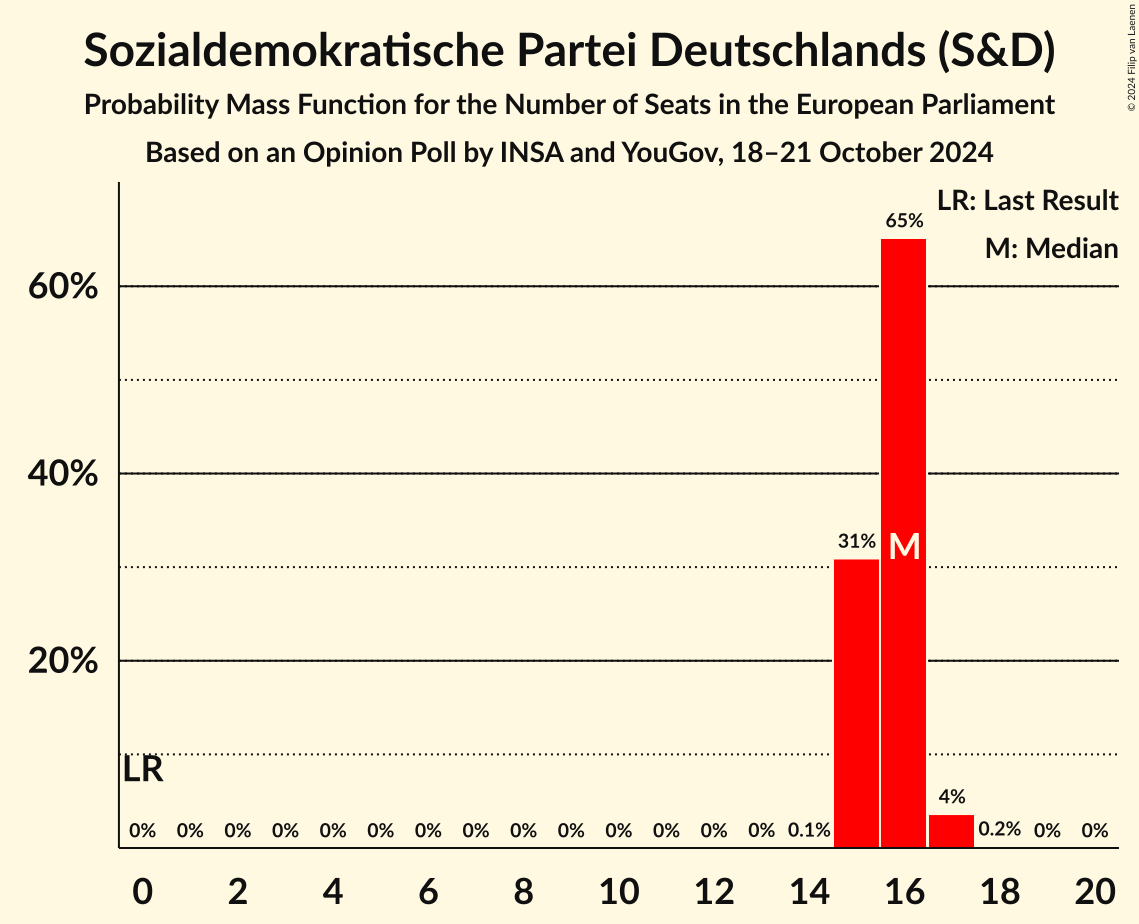 Sozialdemokratische Partei Deutschlands (S&D)
Probability Mass Function for the Number of Seats in the European Parliament
Based on an Opinion Poll by INSA and YouGov, 18–21 October 2024
© 2024 Filip van Laenen
LR: Last Result
M: Median
65%
60%
40%
31%
M
20%
LR
4%
0% 0% 0% 0% 0% 0% 0% 0% 0% 0% 0% 0% 0% 0% 0.1% 0.2% 0% 0%
0 2 4 6 8 10 12 14 16 18 20